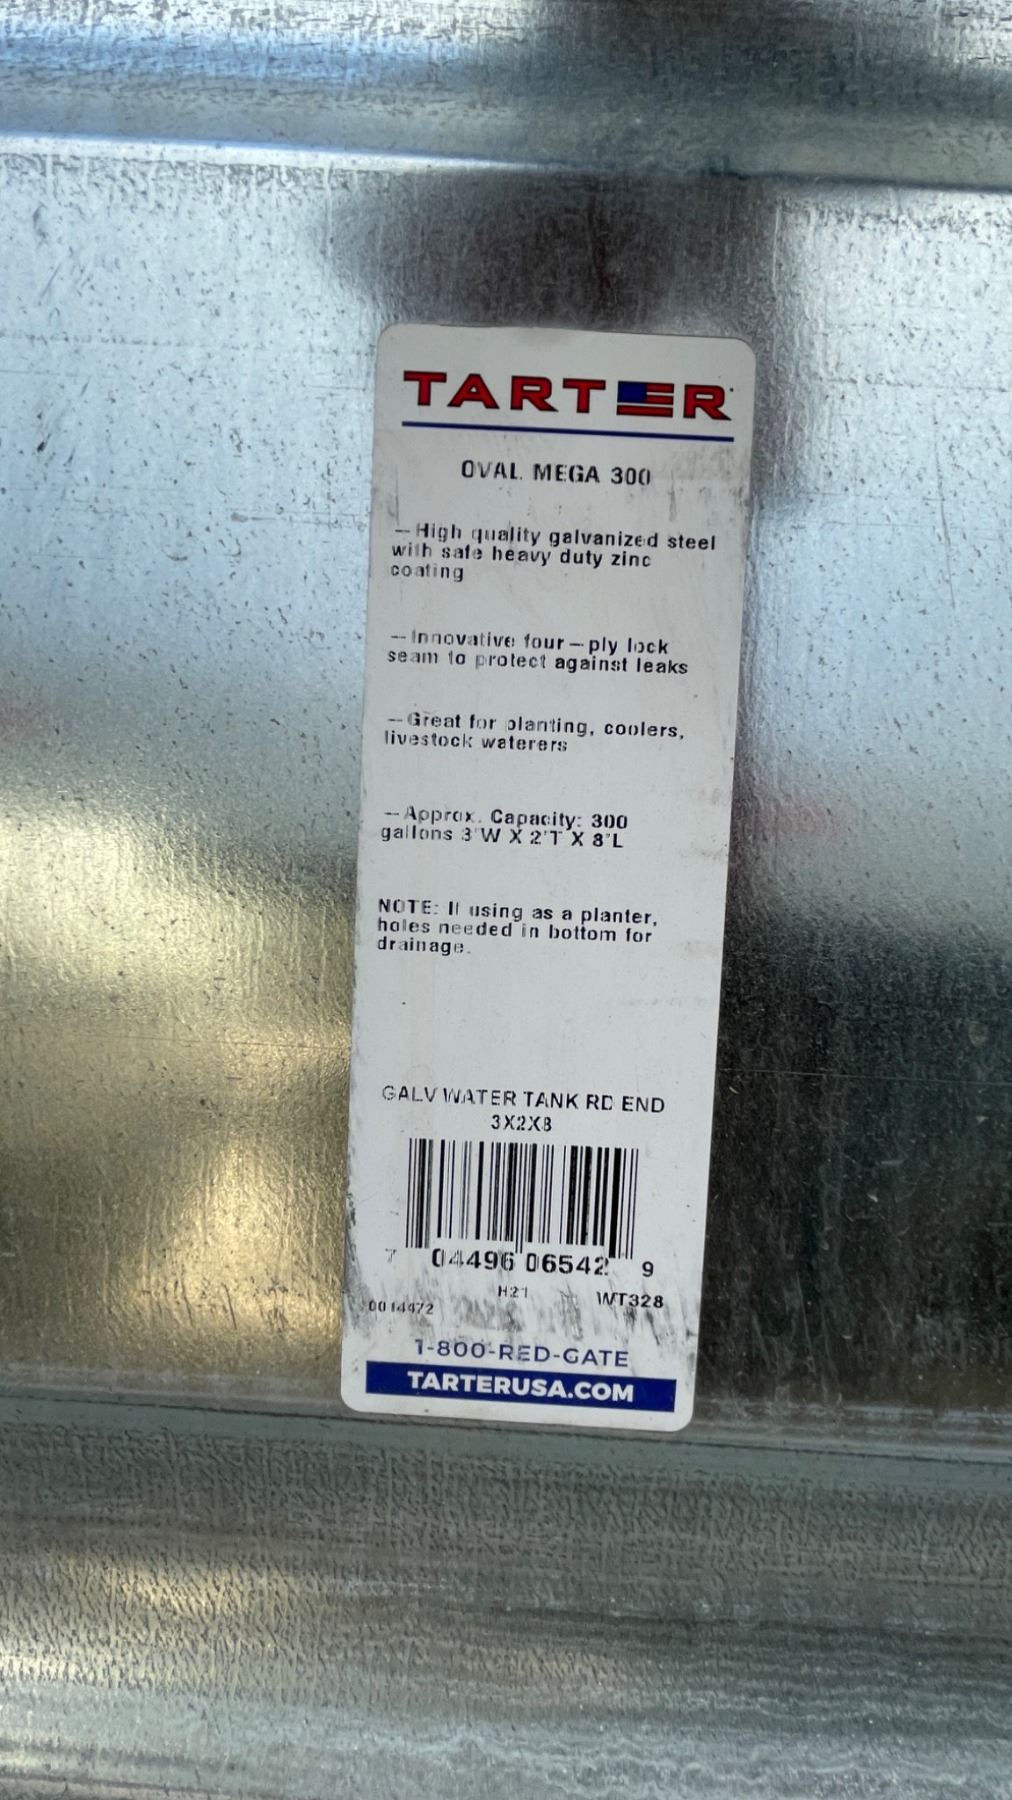 TARTER
OVAL MEGA 300
— High quality galvanized steel
with safe heavy duty zinc
coating
— Innovative four – ply lock
seam to protect against leaks
— Great for planting, coolers,
livestock waterers
— Approx. Capacity: 300
gallons 3'W X 2'T X 8'L
NOTE: If using as a planter,
holes needed in bottom for
drainage.
GALV WATER TANK RD END
3X2X8
7 04496 06542 9
H21 WT328
0014472
1-800-RED-GATE
TARTERUSA.COM